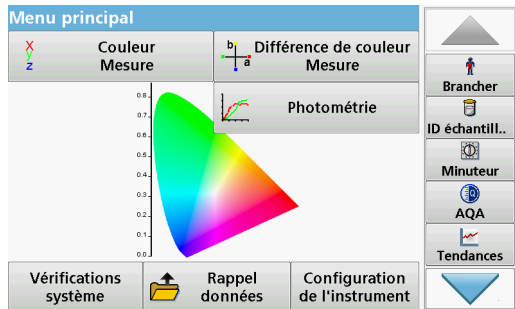 Menu principal
X
y
z
Couleur
Mesure
b
a
Différence de couleur
Mesure
Photométrie
0.8
0.7
0.6
0.5
0.4
0.3
0.2
0.1
0.0
Vérifications
système
Rappel
données
Configuration
de l'instrument
Brancher
ID échantill..
Minuteur
AQA
Tendances